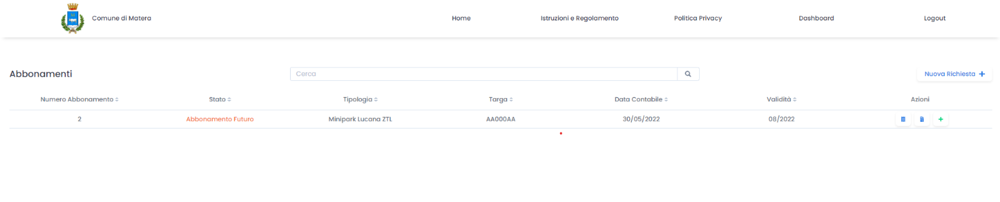 Comune di Matera Home Istruzioni e Regolamento Politica Privacy Dashboard Logout
Abbonamenti Cerca Nuova Richiesta +
Numero Abbonamento Stato Tipologia Targa Data Contabile Validità Azioni
2 Abbonamento Futuro Minipark Lucana ZTL AA000AA 30/05/2022 08/2022